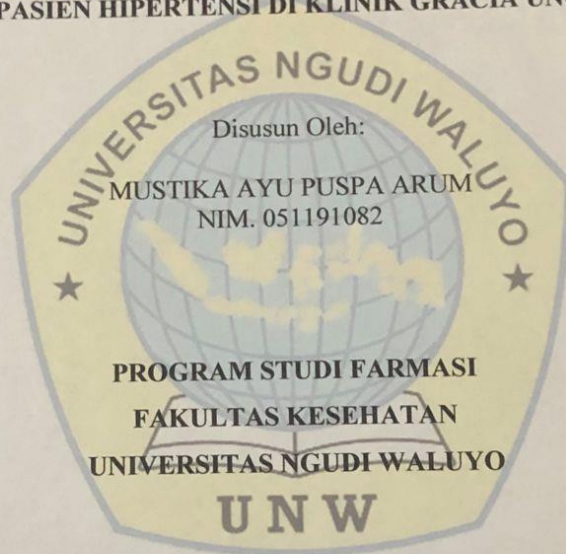 PASIEN HIPERTENSI DI KLINIK GRACIA
UNIVERSITAS NGUDI WALUYO
Disusun Oleh:
MUSTIKA AYU PUSPA ARUM
NIM. 051191082
PROGRAM STUDI FARMASI
FAKULTAS KESEHATAN
UNIVERSITAS NGUDI WALUYO
UNW